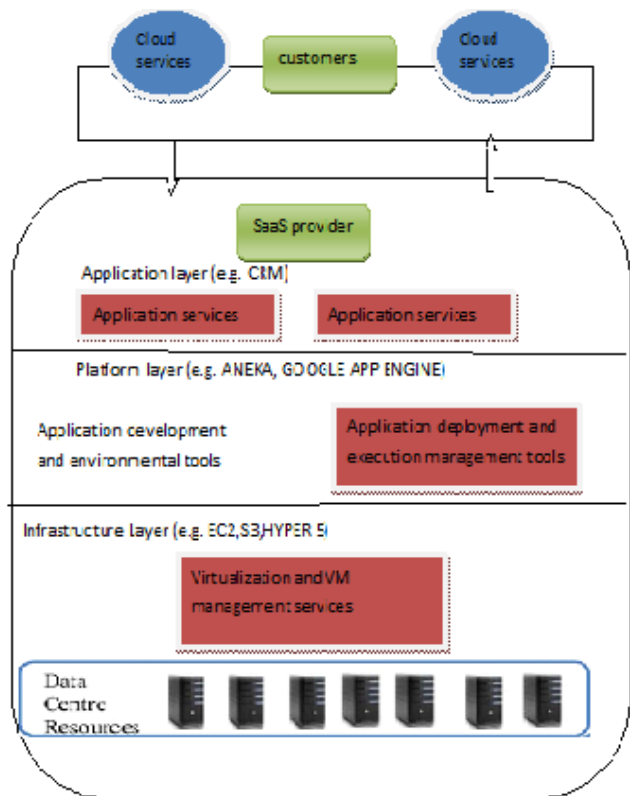 Cloud
services
customers
Cloud
services
SaaS provider
Application layer (e.g. CRM)
Application services
Application services
Platform layer (e.g. ANEKA, GOOGLE APP ENGINE)
Application development
and environmental tools
Application deployment and
execution management tools
Infrastructure Layer (e.g. EC2,S3,HYPER 5)
Virtualization and VM
management services
Data
Centre
Resources